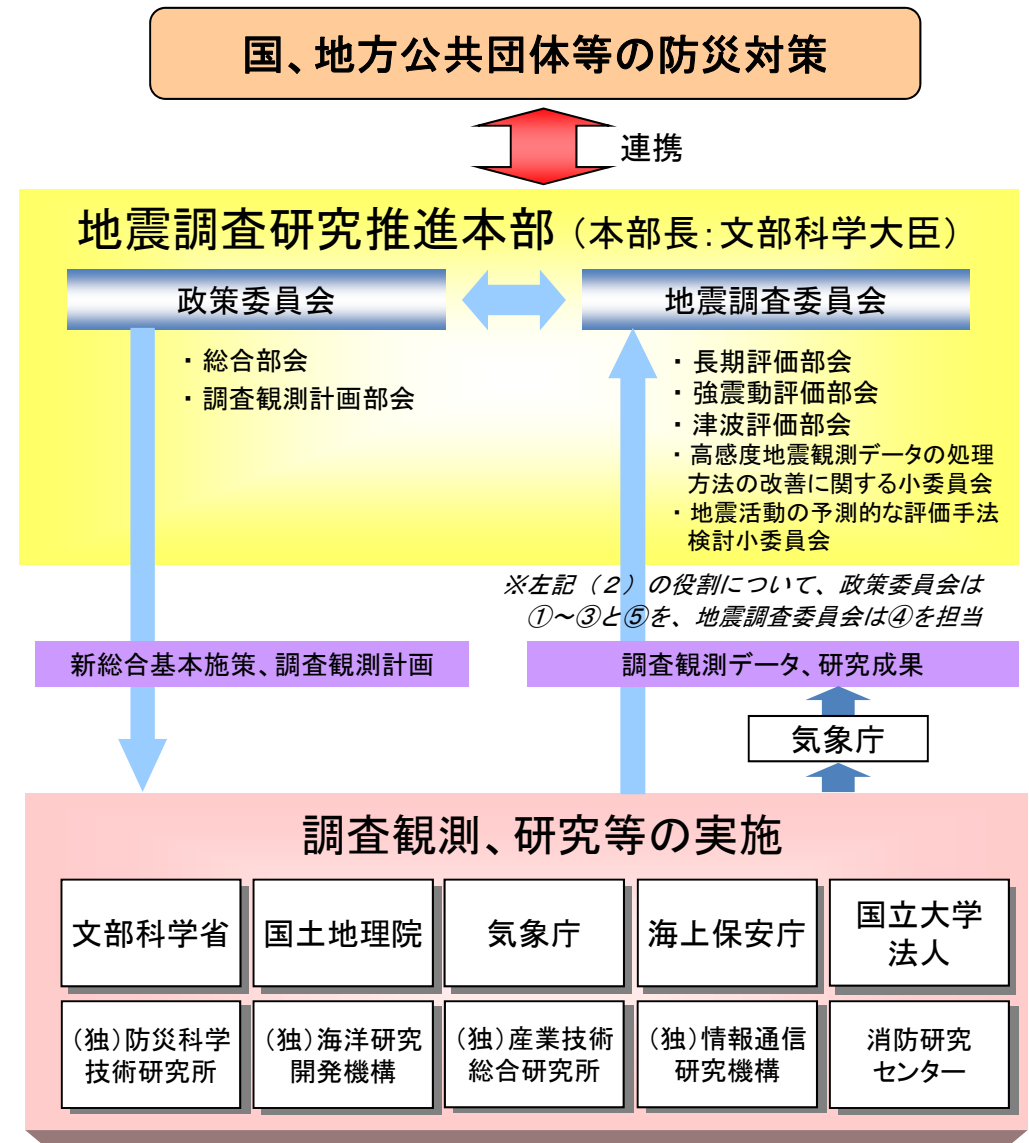 国、地方公共団体等の防災対策
連携
地震調査研究推進本部（本部長：文部科学大臣）
政策委員会
地震調査委員会
・ 総合部会
・ 調査観測計画部会
・ 長期評価部会
・ 強震動評価部会
・ 津波評価部会
・ 高感度地震観測データの処理
方法の改善に関する小委員会
・ 地震活動の予測的な評価手法
検討小委員会
※左記（２）の役割について、政策委員会は
①～③と⑤を、地震調査委員会は④を担当
新総合基本施策、調査観測計画
調査観測データ、研究成果
気象庁
調査観測、研究等の実施
文部科学省
国土地理院
気象庁
海上保安庁
国立大学
法人
(独)防災科学
技術研究所
(独)海洋研究
開発機構
(独)産業技術
総合研究所
(独)情報通信
研究機構
消防研究
センター